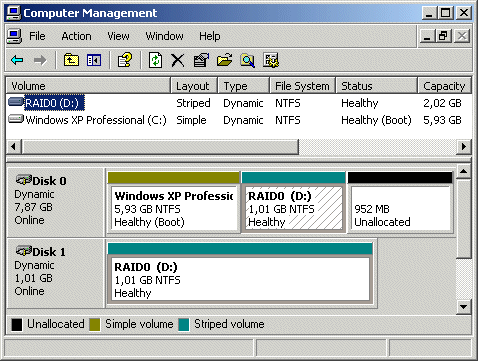 Computer Management
File Action View Window Help
Volume Layout Type File System Status Capacity
RAID0 (D:) Striped Dynamic NTFS Healthy 2,02 GB
Windows XP Professional (C:) Simple Dynamic NTFS Healthy (Boot) 5,93 GB
Disk 0
Dynamic
7,87 GB
Online
Windows XP Professic
5,93 GB NTFS
Healthy (Boot)
RAID0 (D:)
1,01 GB NTFS
Healthy
952 MB
Unallocated
Disk 1
Dynamic
1,01 GB
Online
RAID0 (D:)
1,01 GB NTFS
Healthy
Unallocated Simple volume Striped volume